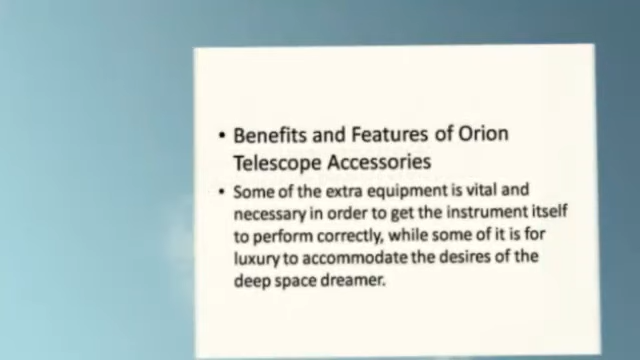 • Benefits and Features of Orion
Telescope Accessories
• Some of the extra equipment is vital and
necessary in order to get the instrument itself
to perform correctly, while some of it is for
luxury to accommodate the desires of the
deep space dreamer.